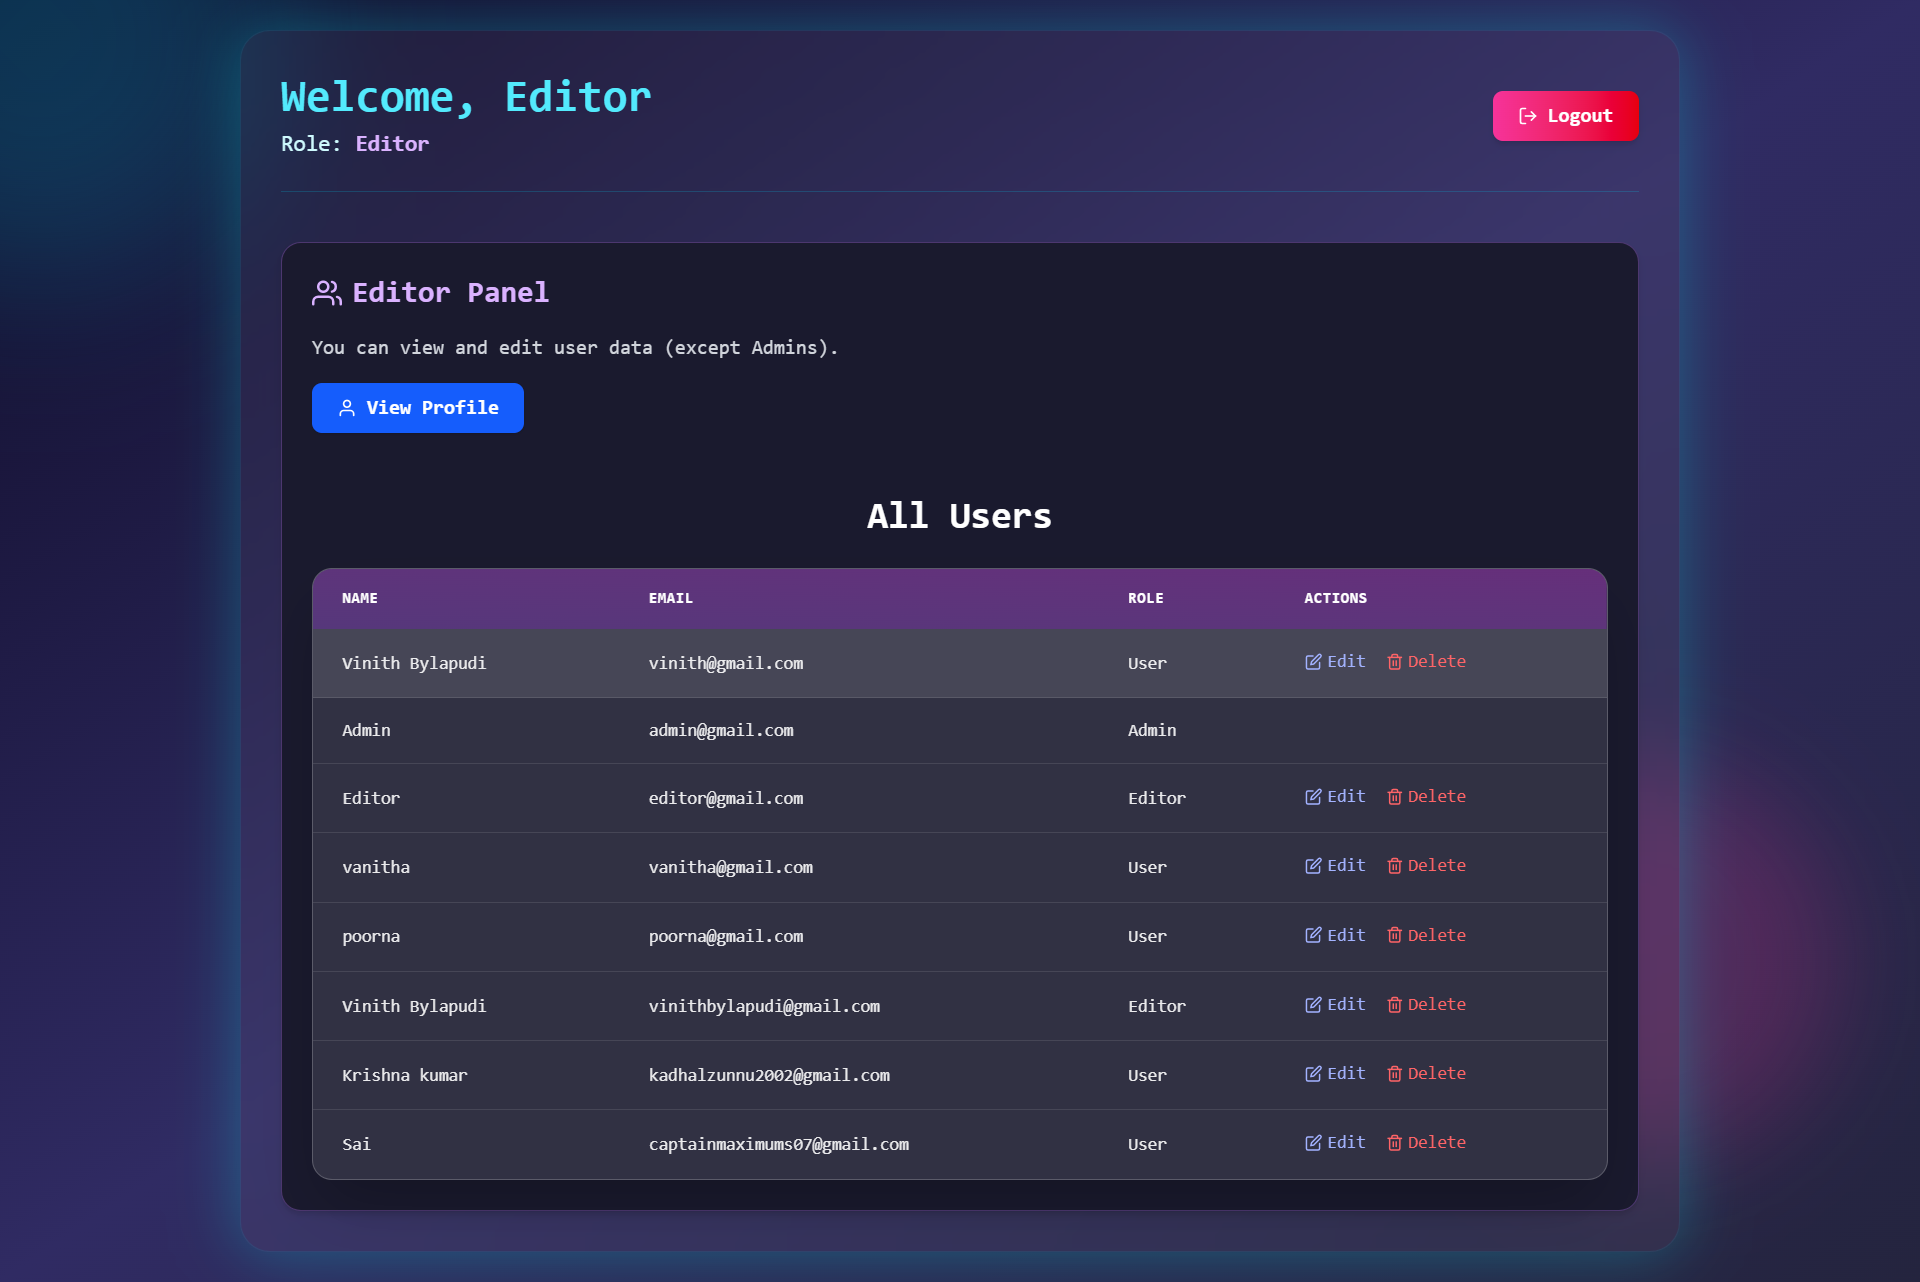 Welcome, Editor
Role: Editor
Logout
Editor Panel
You can view and edit user data (except Admins).
View Profile
All Users
NAME EMAIL ROLE ACTIONS
Vinith Bylapudi vinith@gmail.com User Edit Delete
Admin admin@gmail.com Admin
Editor editor@gmail.com Editor Edit Delete
vanitha vanitha@gmail.com User Edit Delete
poorna poorna@gmail.com User Edit Delete
Vinith Bylapudi vinithbylapudi@gmail.com Editor Edit Delete
Krishna kumar kadhalzunnu2002@gmail.com User Edit Delete
Sai captainmaximums07@gmail.com User Edit Delete